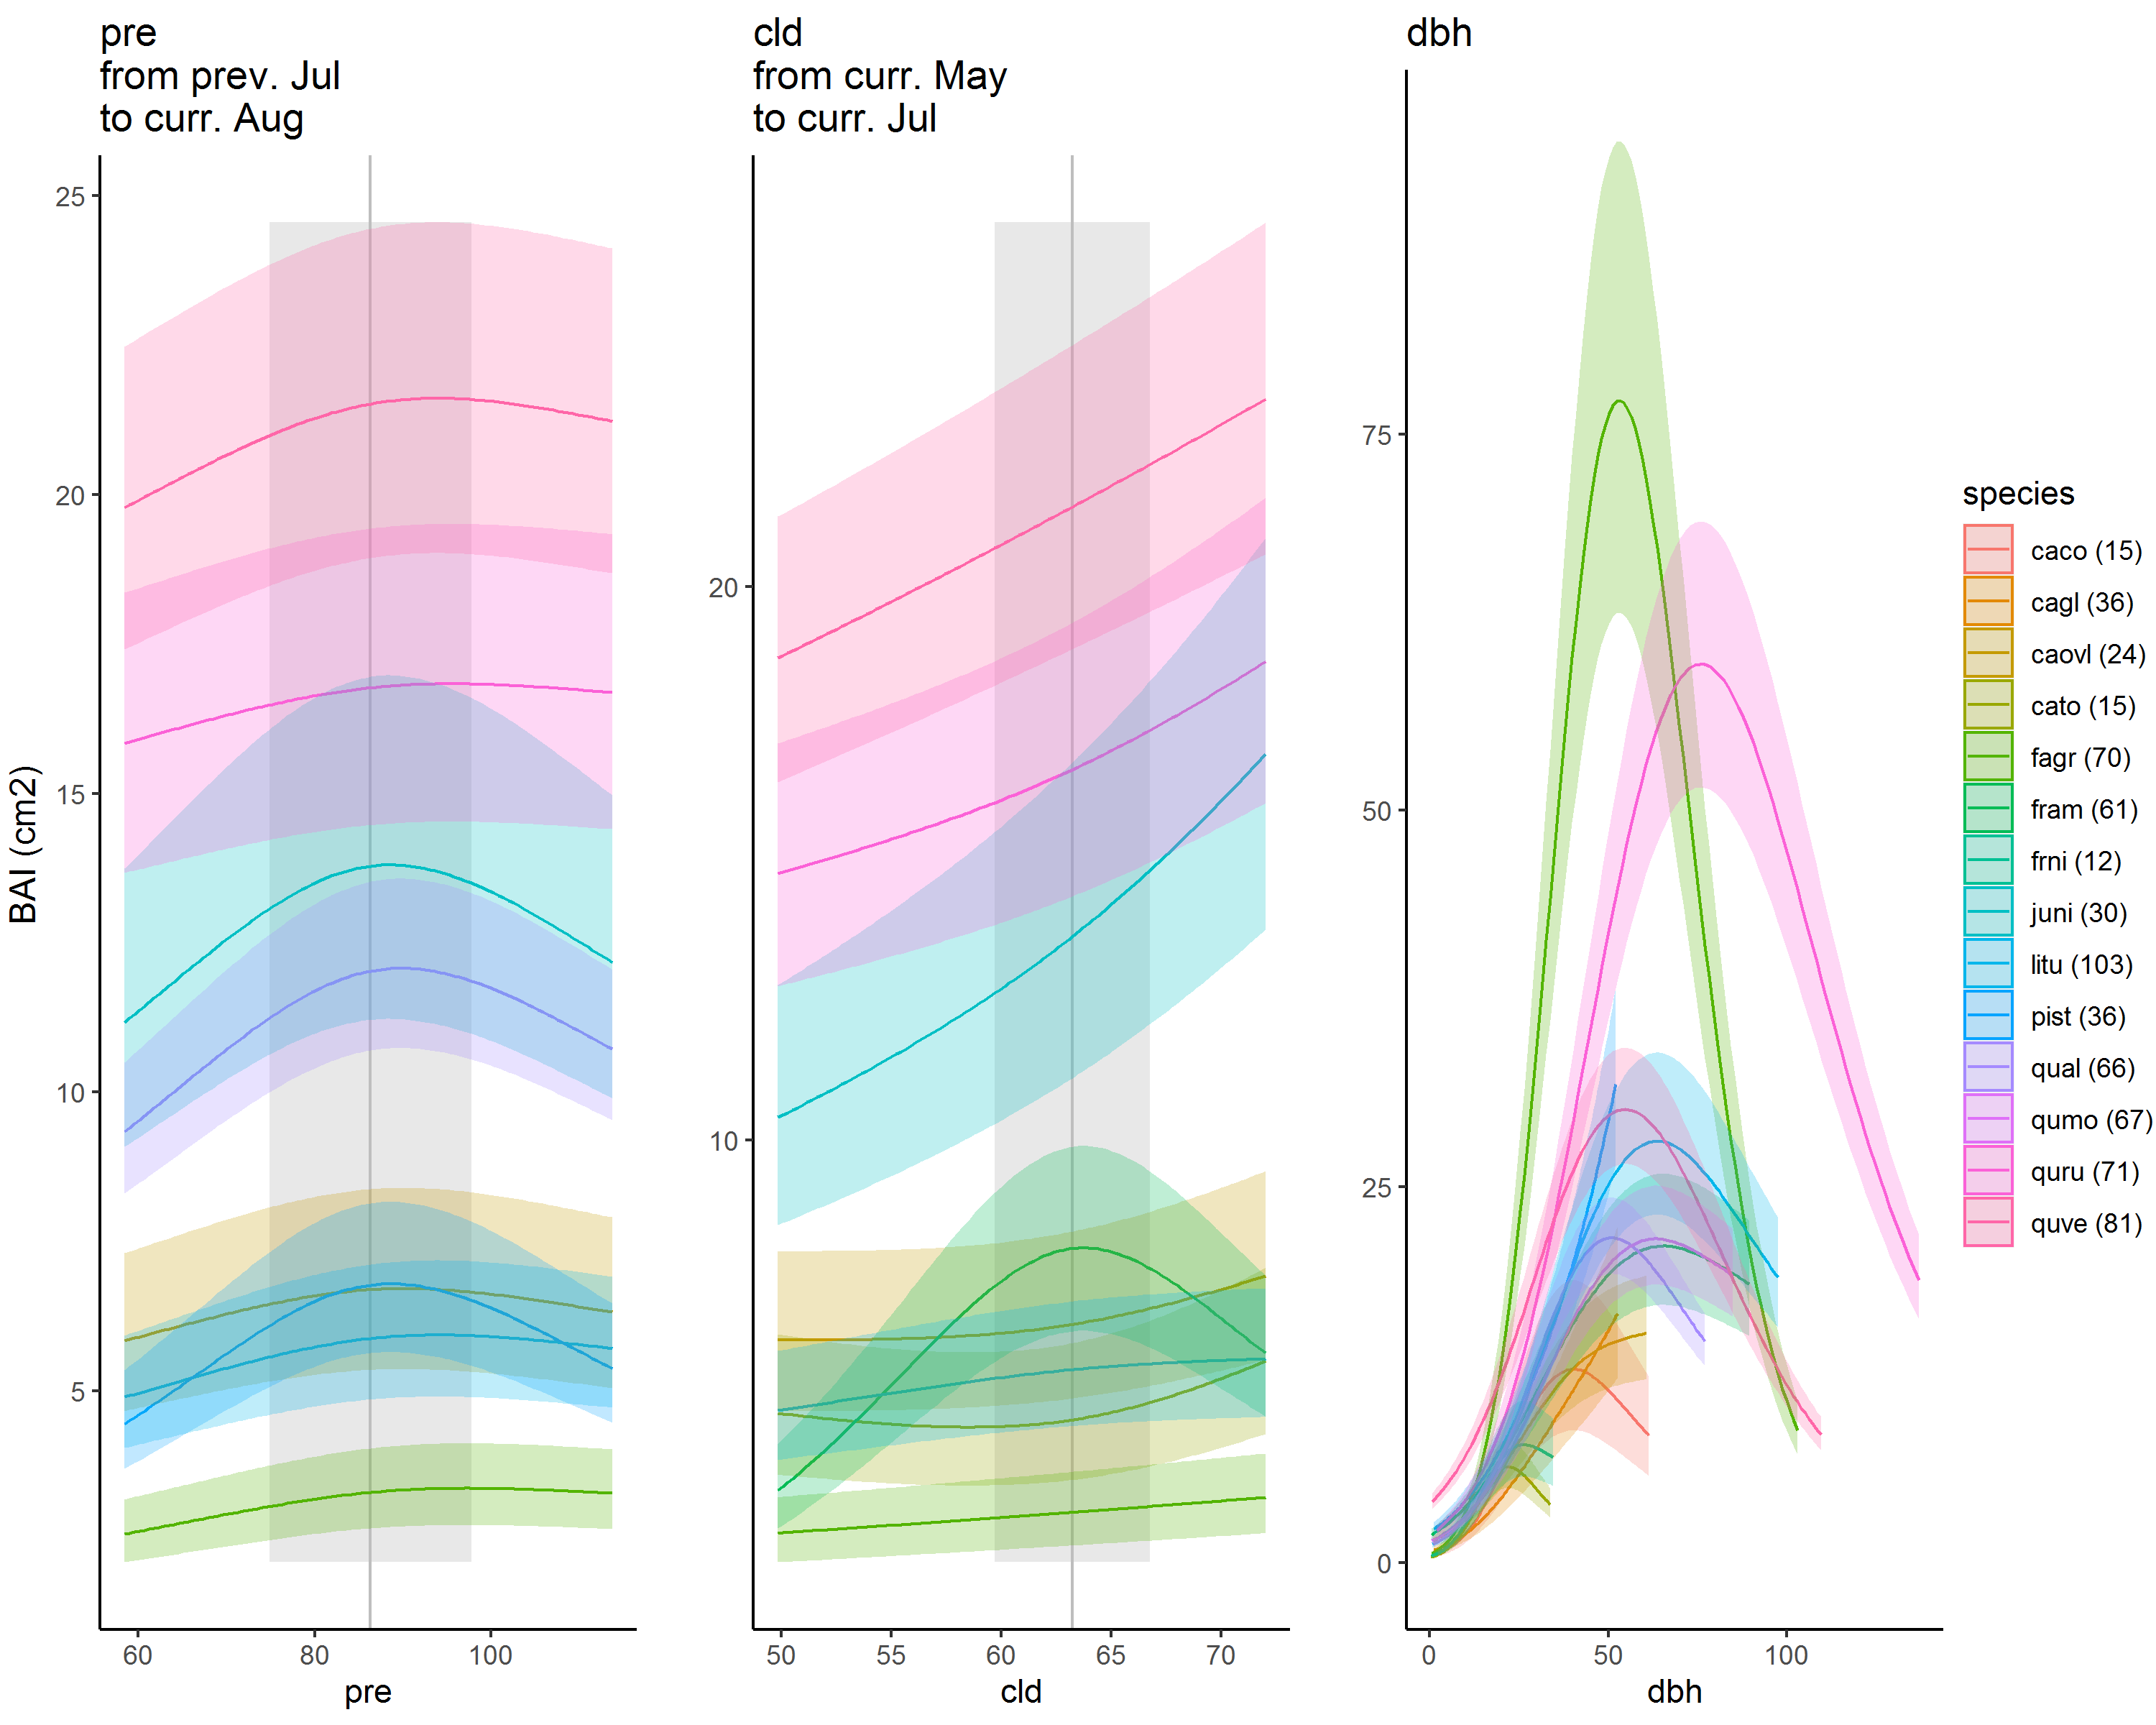 pre
from prev. Jul
to curr. Aug
cld
from curr. May
to curr. Jul
dbh
BAI (cm2)
25
20
15
10
5
60
80
100
pre
20
10
50
55
60
65
70
cld
75
50
25
0
0
50
100
dbh
species
caco (15)
cagl (36)
caovl (24)
cato (15)
fagr (70)
fram (61)
frni (12)
juni (30)
litu (103)
pist (36)
qual (66)
qumo (67)
quru (71)
quve (81)